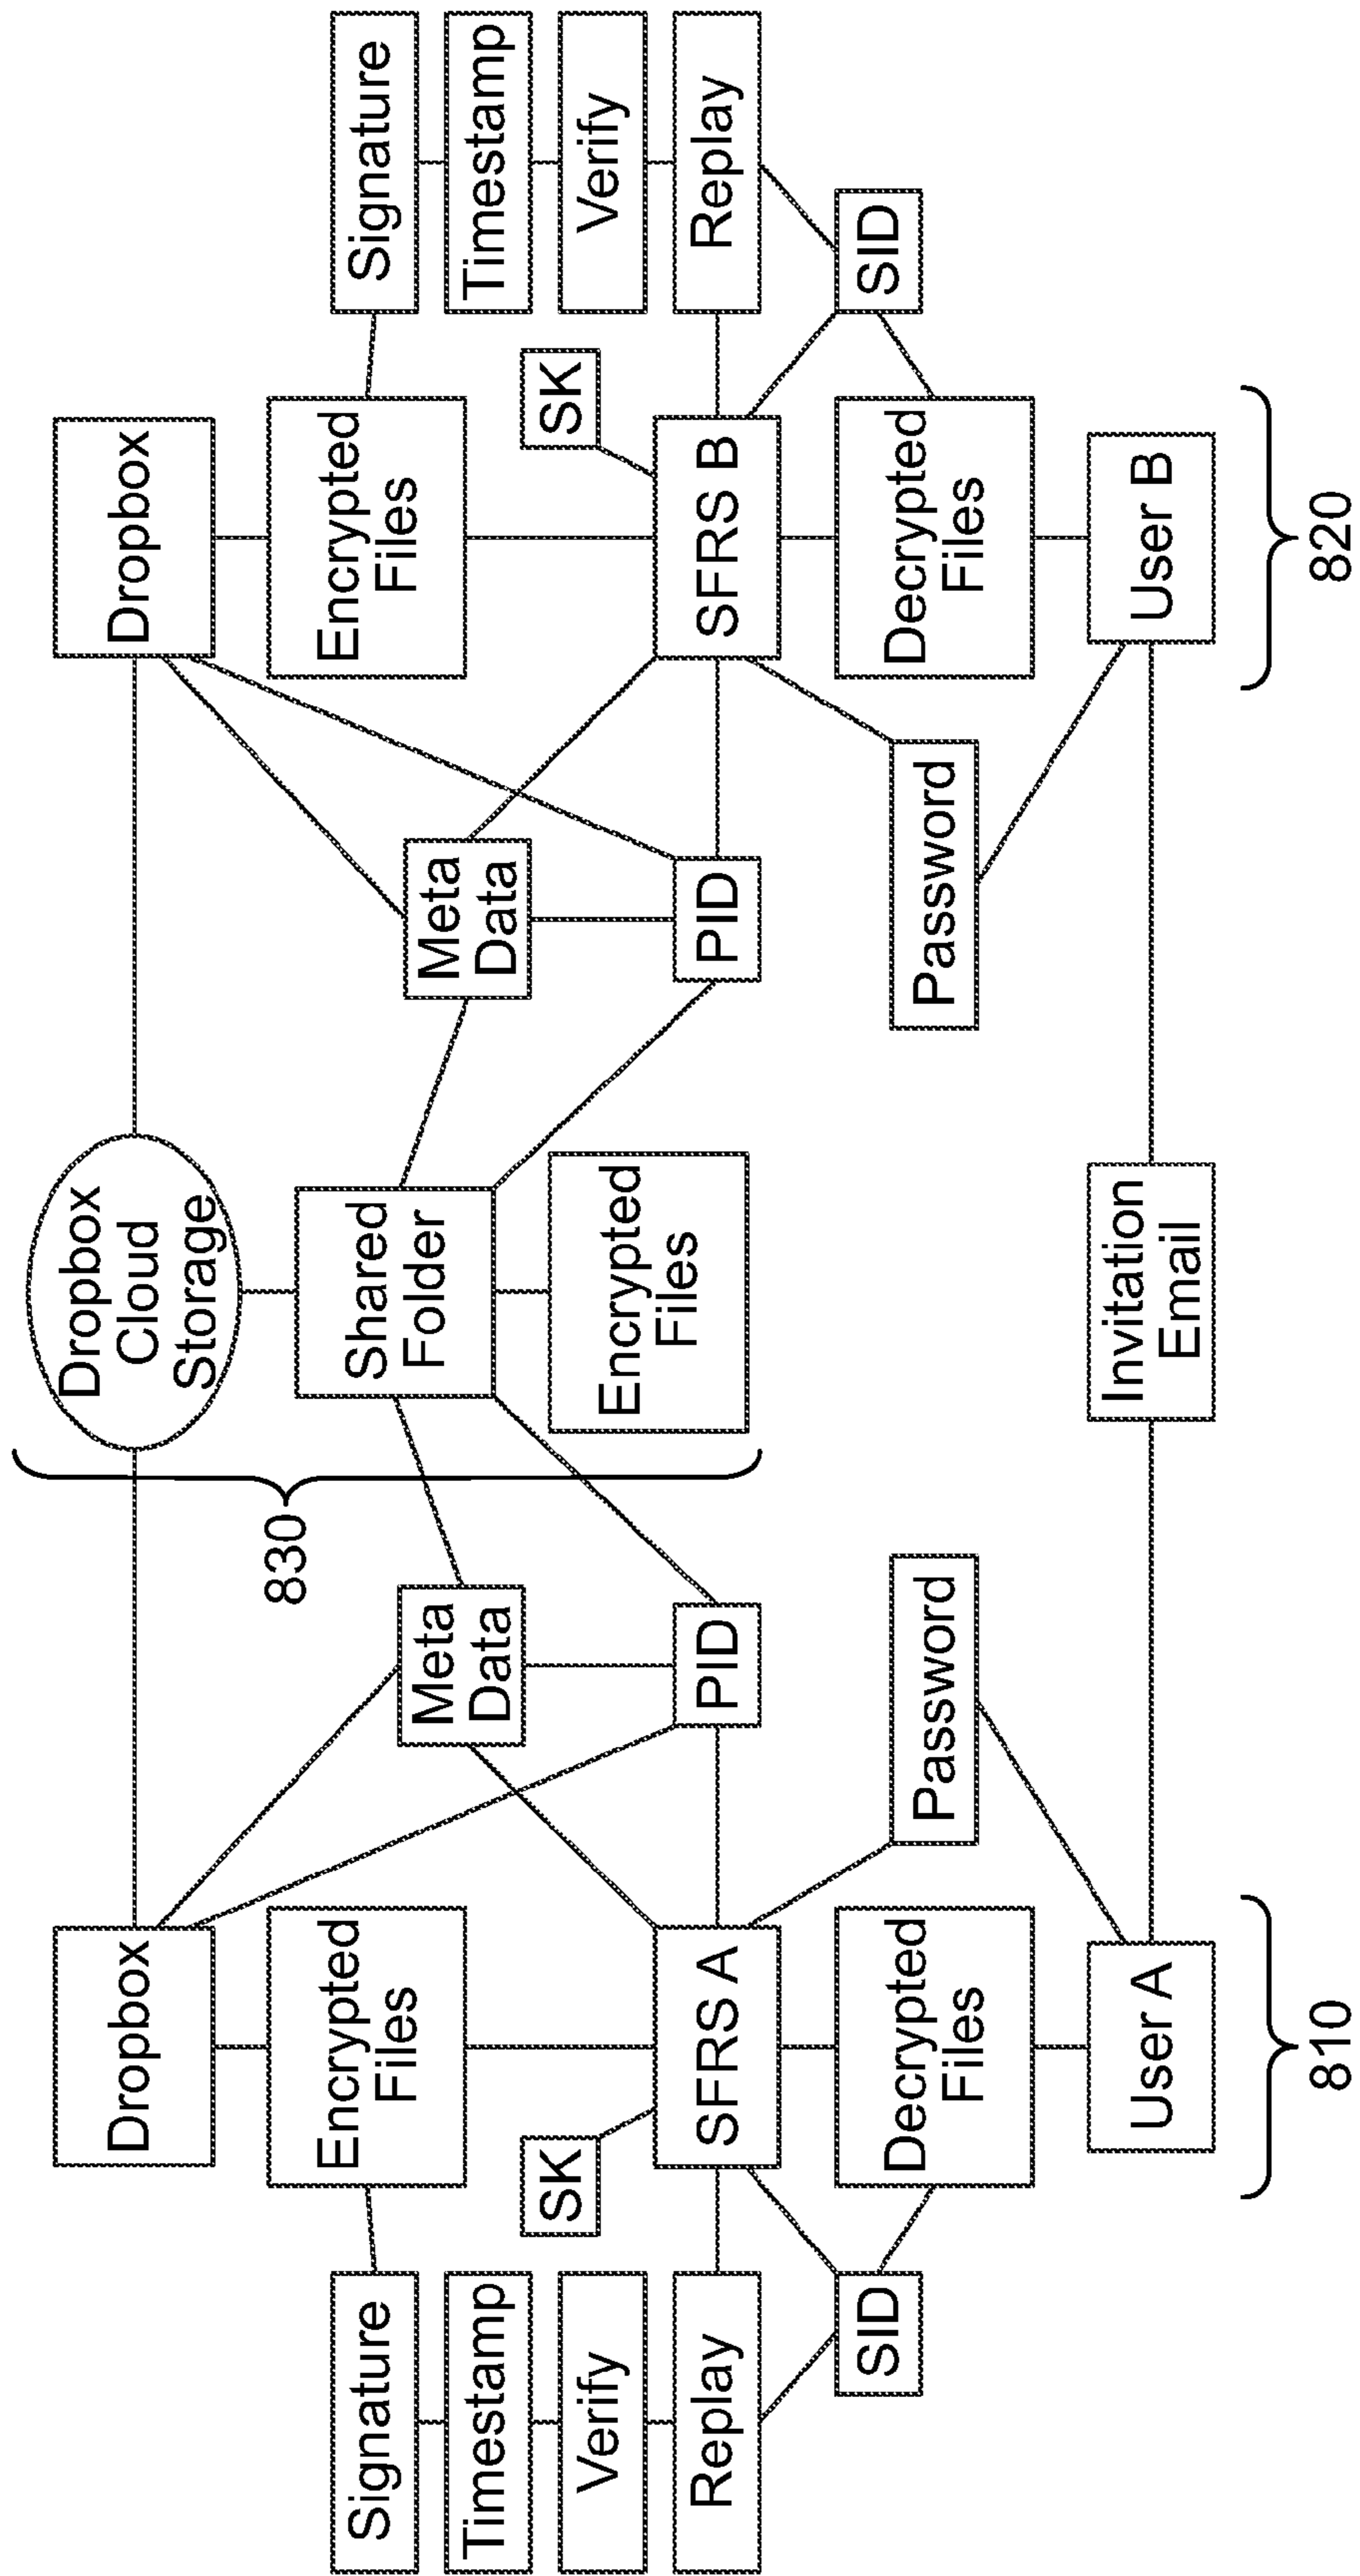 Dropbox
Dropbox
Cloud
Storage
Dropbox
Signature
Encrypted
Files
Meta
Data
830
Shared
Folder
Meta
Data
Encrypted
Files
Signature
Timestamp
Timestamp
Verify
SK
Encrypted
Files
SK
Verify
Replay
SFRS A
PID
PID
SFRS B
Replay
SID
Decrypted
Files
Password
Password
Decrypted
Files
SID
User A
Invitation
Email
User B
810
820